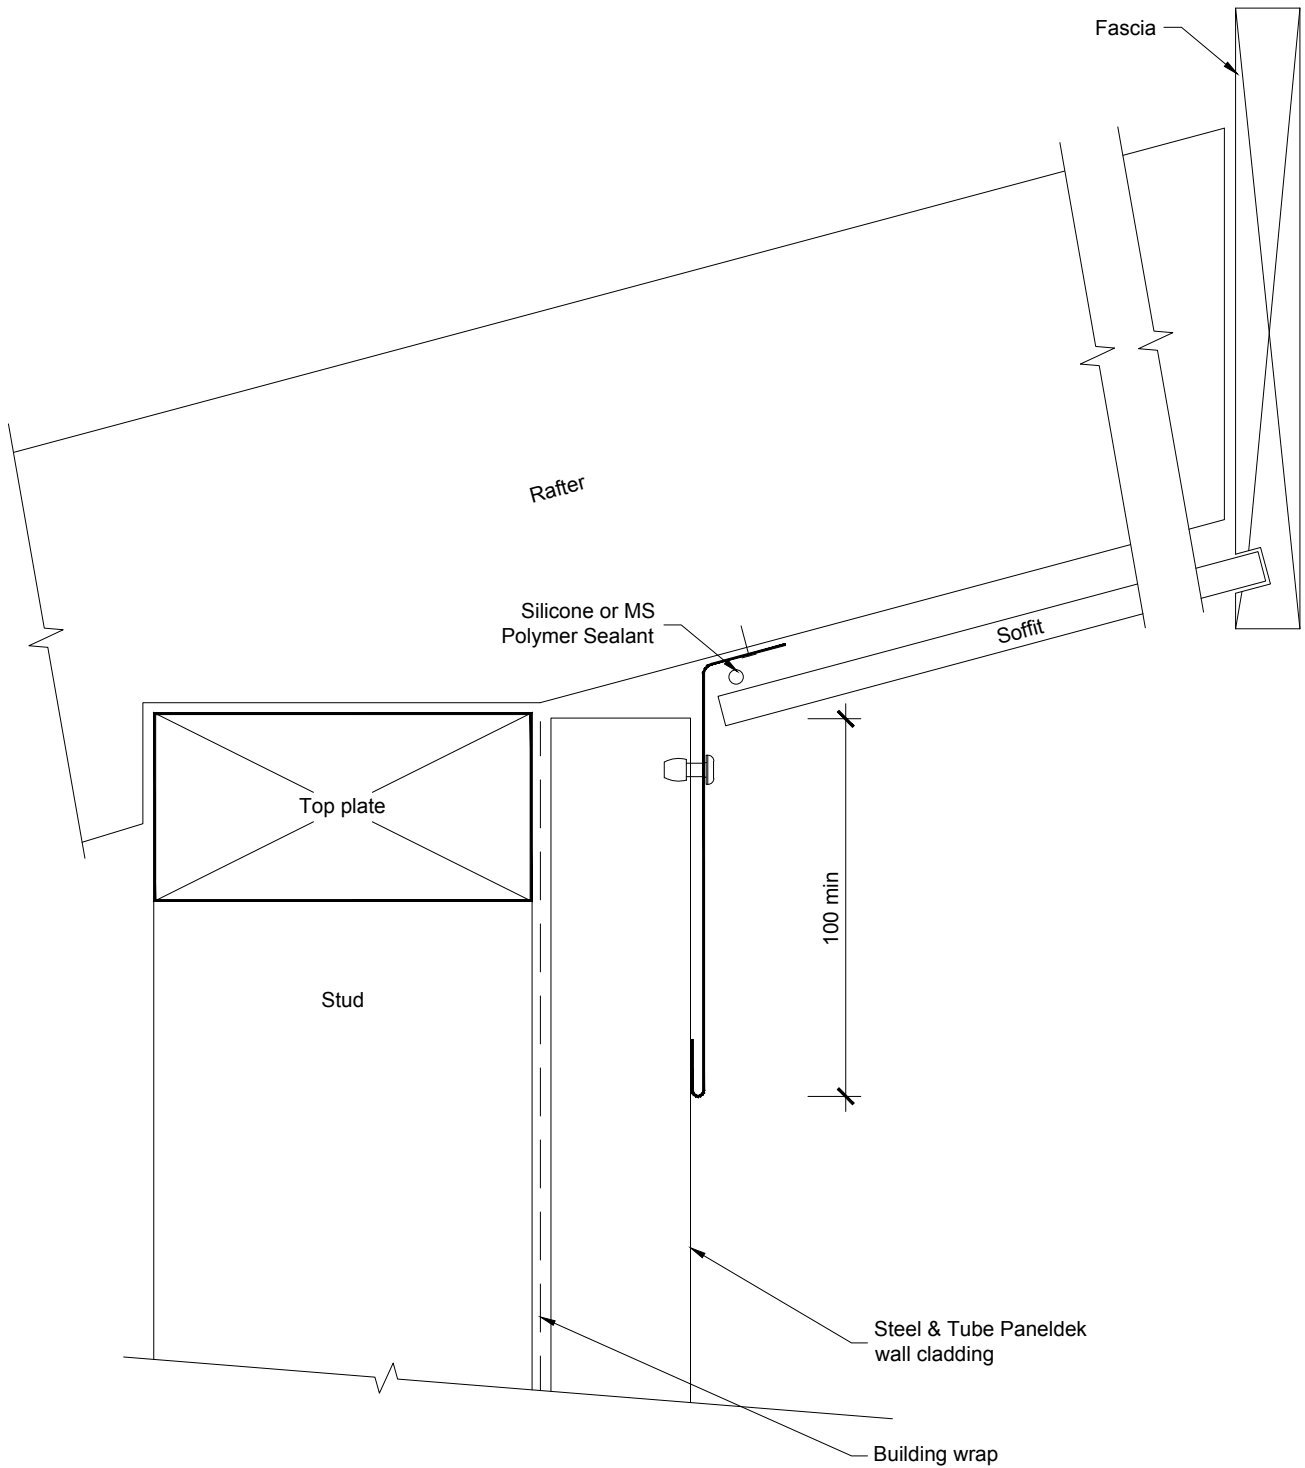 Fascia
Rafter
Silicone or MS
Polymer Sealant
Soffit
Top plate
100 min
Stud
Steel & Tube Paneldek
wall cladding
Building wrap